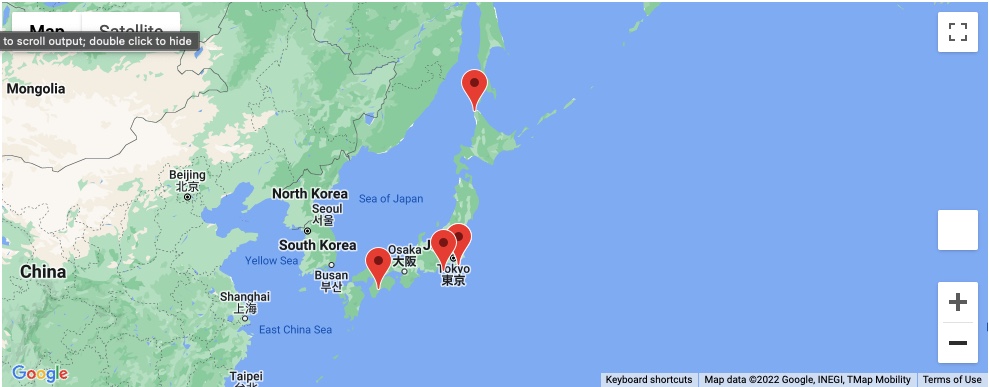 Map Satellite
to scroll output; double click to hide
Mongolia
Beijing
北京
North Korea
Sea of Japan
Seoul
서울
South Korea
Osaka
大阪
J
Yellow Sea
Tokyo
東京
China
Busan
부산
Shanghai
上海
East China Sea
Taipei
Google
Keyboard shortcuts
Map data ©2022 Google, INEGI, TMap Mobility
Terms of Use